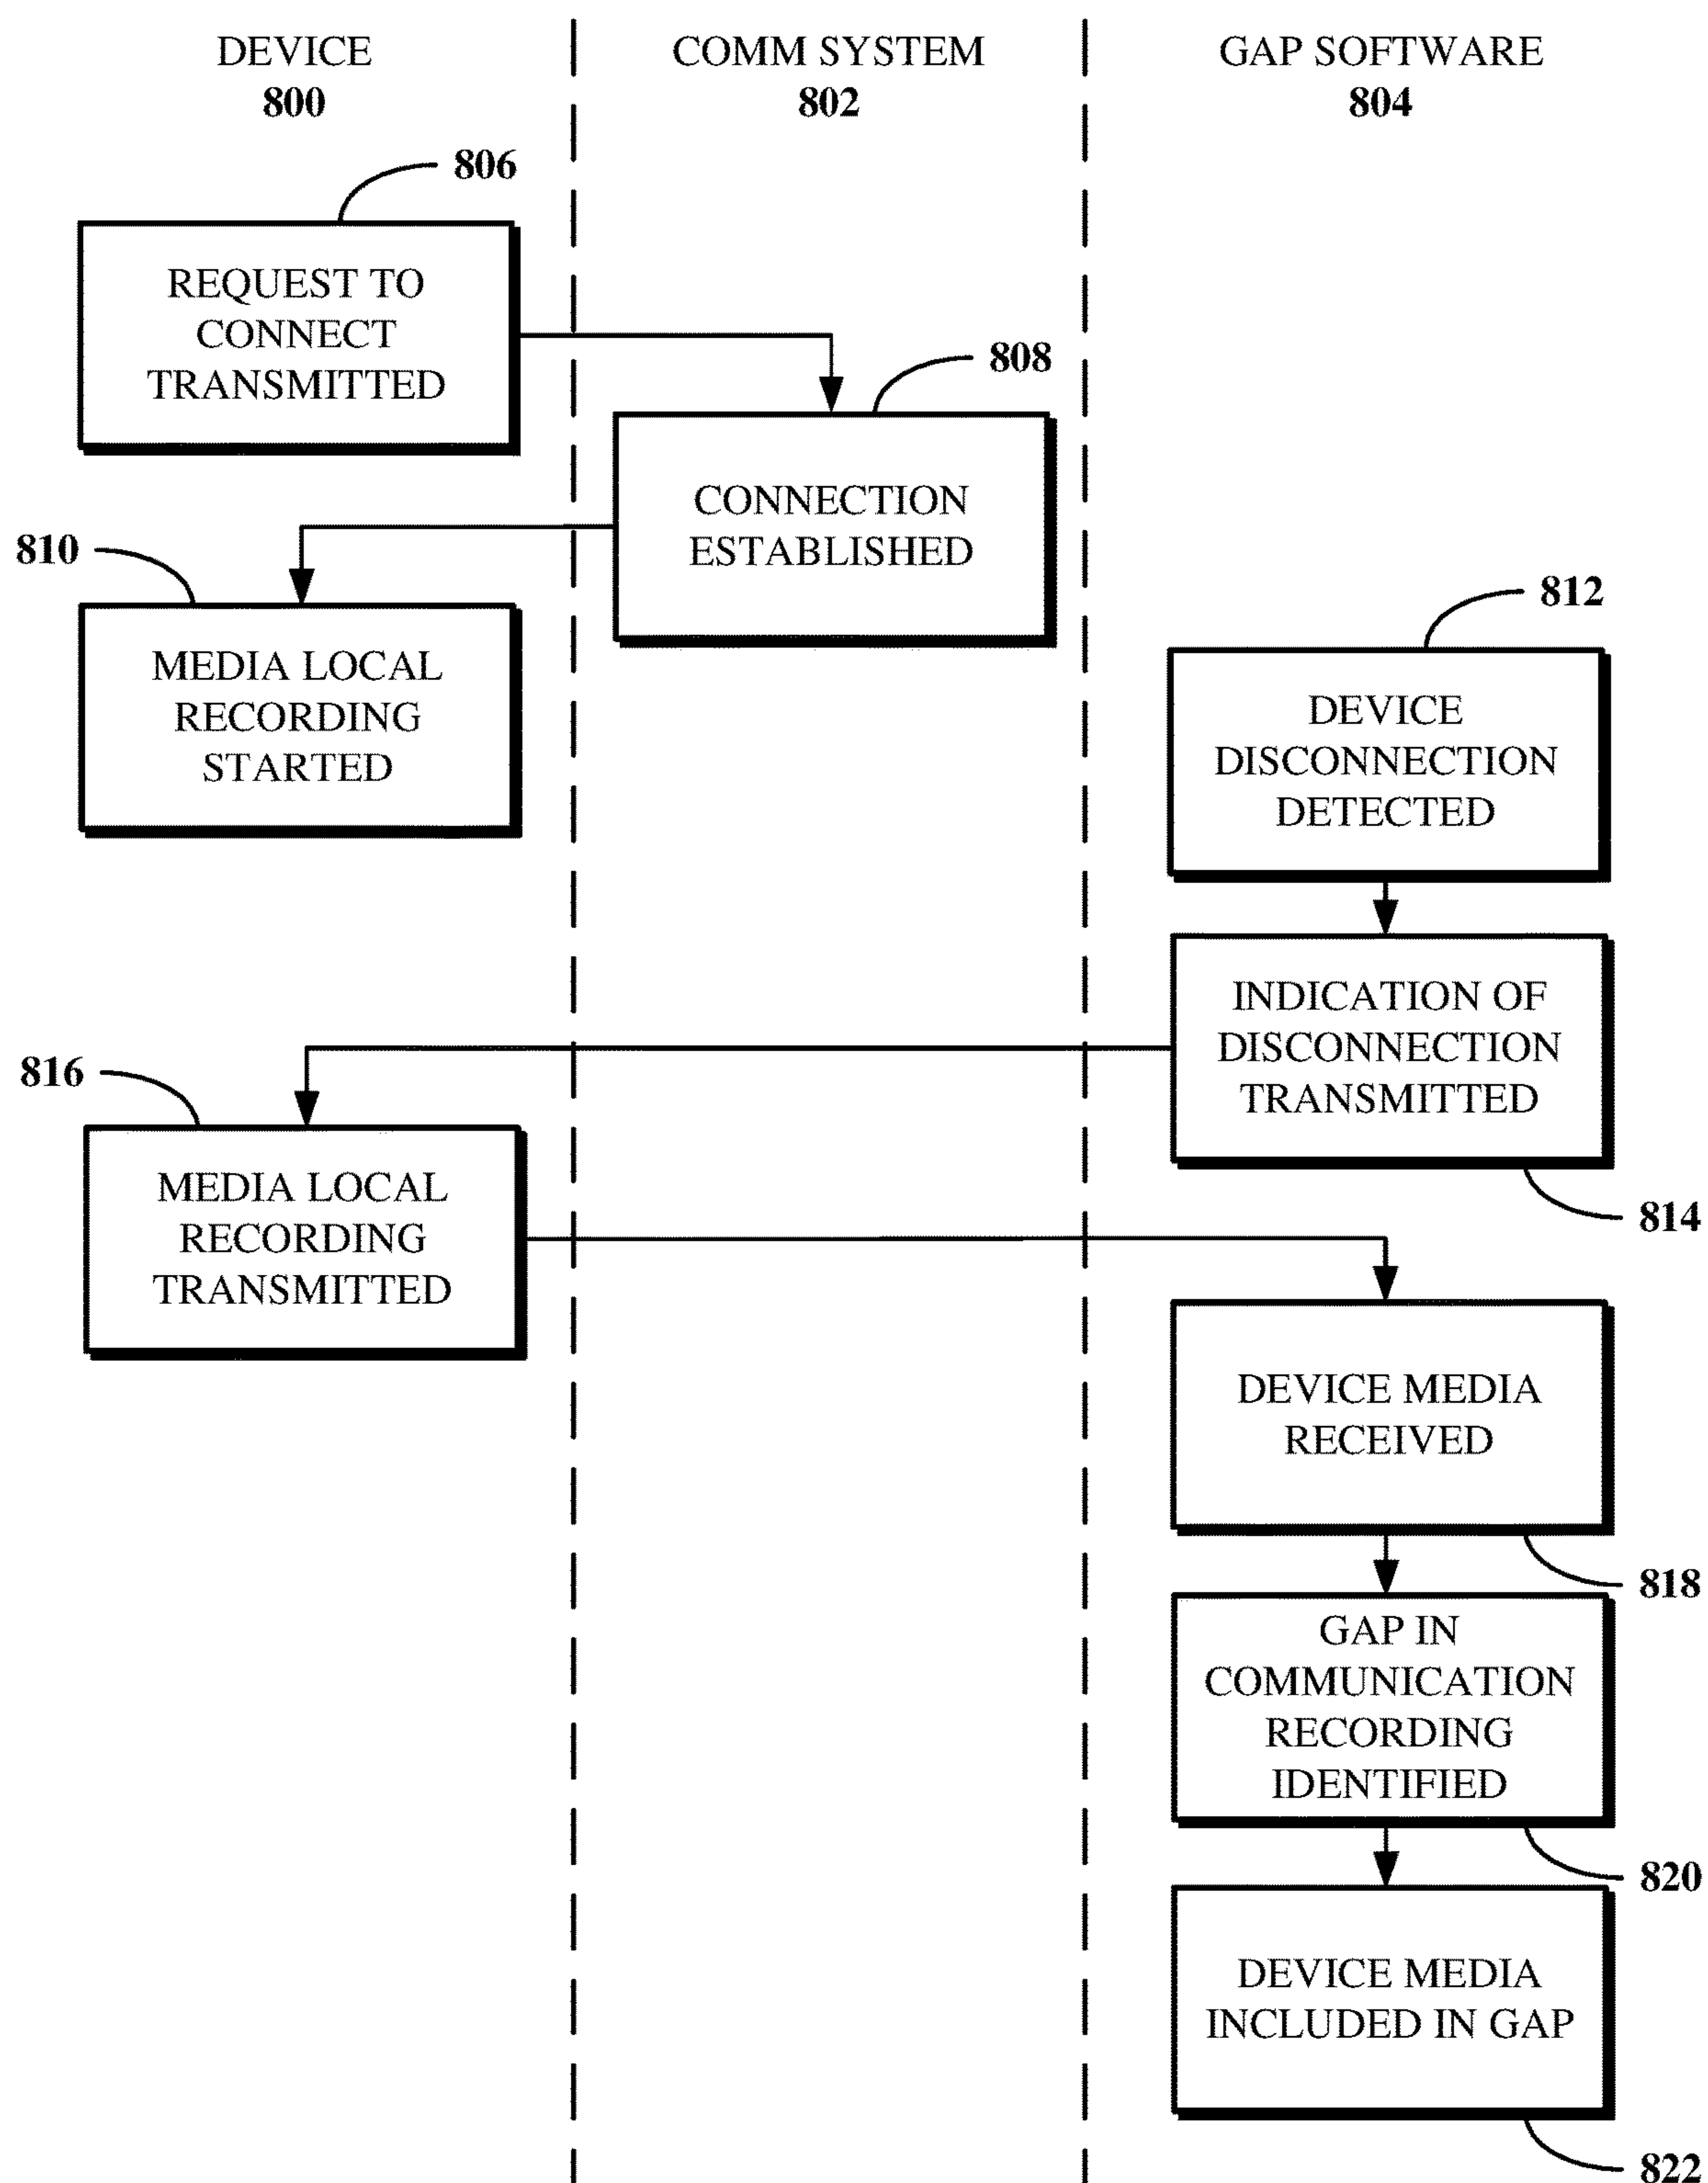 DEVICE
800
COMM SYSTEM
802
GAP SOFTWARE
804
806
REQUEST TO
CONNECT
TRANSMITTED
808
CONNECTION
ESTABLISHED
810
MEDIA LOCAL
RECORDING
STARTED
812
DEVICE
DISCONNECTION
DETECTED
INDICATION OF
DISCONNECTION
TRANSMITTED
814
816
MEDIA LOCAL
RECORDING
TRANSMITTED
DEVICE MEDIA
RECEIVED
818
GAP IN
COMMUNICATION
RECORDING
IDENTIFIED
820
DEVICE MEDIA
INCLUDED IN GAP
822